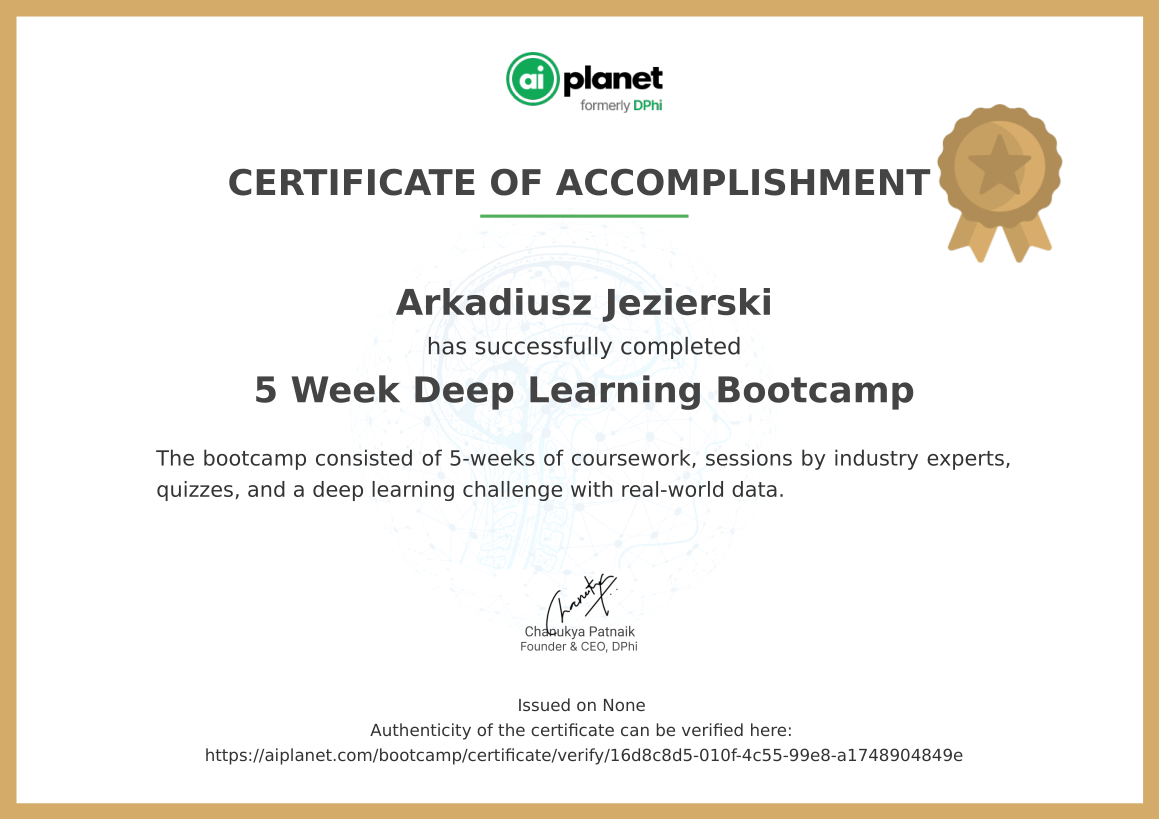 ai planet
formerly DPhi
CERTIFICATE OF ACCOMPLISHMENT
Arkadiusz Jezierski
has successfully completed
5 Week Deep Learning Bootcamp
The bootcamp consisted of 5-weeks of coursework, sessions by industry experts,
quizzes, and a deep learning challenge with real-world data.
Chanukya
Chanukya Patnaik
Founder & CEO, DPhi
Issued on None
Authenticity of the certificate can be verified here:
https://aiplanet.com/bootcamp/certificate/verify/16d8c8d5-010f-4c55-99e8-a1748904849e